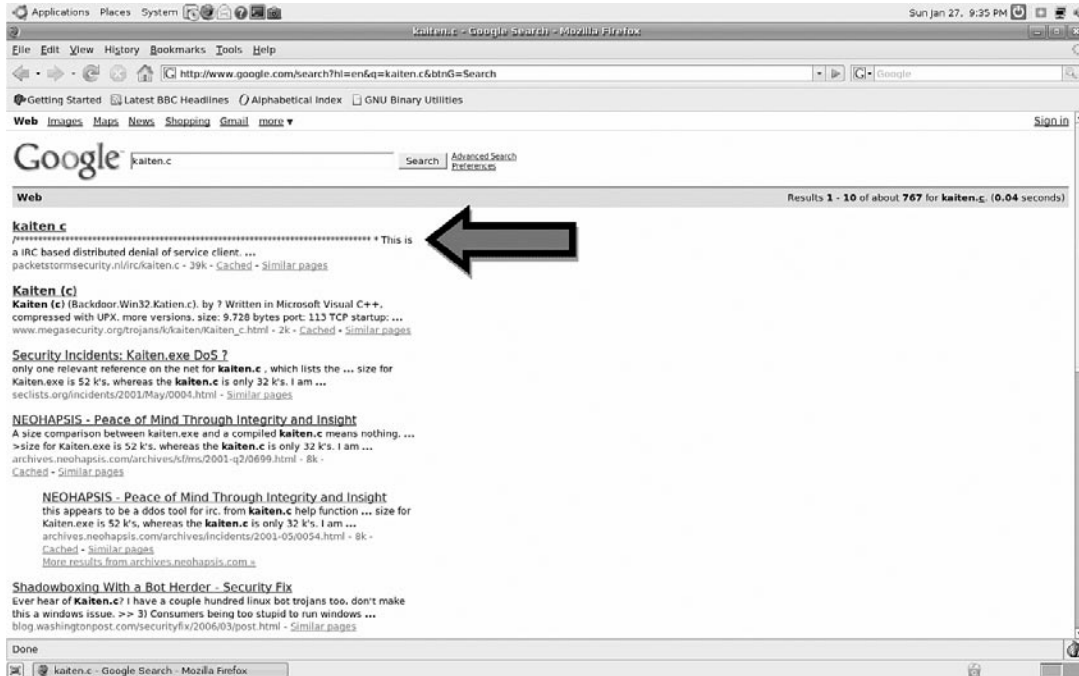 Applications Places System
Sun Jan 27, 9:35 PM
kaiten.c - Google Search - Mozilla Firefox
File Edit View History Bookmarks Tools Help
http://www.google.com/search?hl=en&q=kaiten.c&btnG=Search
Google
Getting Started Latest BBC Headlines Alphabetical Index GNU Binary Utilities
Web Images Maps News Shopping Gmail more ▼
Sign in
Google
kaiten.c
Search
Advanced Search
Preferences
Web
Results 1 - 10 of about 767 for kaiten.c. (0.04 seconds)
kaiten c
* This is
a IRC based distributed denial of service client. ...
packetstormsecurity.nl/irc/kaiten.c - 39k - Cached - Similar pages
Kaiten (c)
Kaiten (c) (Backdoor.Win32.Katien.c). by ? Written in Microsoft Visual C++,
compressed with UPX. more versions. size: 9.728 bytes port: 113 TCP startup: ...
www.megasecurity.org/trojans/k/kaiten/Kaiten_c.html - 2k - Cached - Similar pages
Security Incidents: Kaiten.exe DoS ?
only one relevant reference on the net for kaiten.c , which lists the ... size for
Kaiten.exe is 52 k's, whereas the kaiten.c is only 32 k's. I am ...
seclists.org/incidents/2001/May/0004.html - Similar pages
NEOHAPSIS - Peace of Mind Through Integrity and Insight
A size comparison between kaiten.exe and a compiled kaiten.c means nothing. ...
>size for Kaiten.exe is 52 k's. whereas the kaiten.c is only 32 k's. I am ...
archives.neohapsis.com/archives/sf/ms/2001-q2/0699.html - 8k -
Cached - Similar pages
NEOHAPSIS - Peace of Mind Through Integrity and Insight
this appears to be a ddos tool for irc. from kaiten.c help function ... size for
Kaiten.exe is 52 k's, whereas the kaiten.c is only 32 k's. I am ...
archives.neohapsis.com/archives/incidents/2001-05/0054.html - 8k -
Cached - Similar pages
More results from archives.neohapsis.com »
Shadowboxing With a Bot Herder - Security Fix
Ever hear of Kaiten.c? I have a couple hundred linux bot trojans too. don't make
this a windows issue. >> 3) Consumers being too stupid to run windows ...
blog.washingtonpost.com/securityfix/2006/03/post.html - Similar pages
Done
kaiten.c - Google Search - Mozilla Firefox